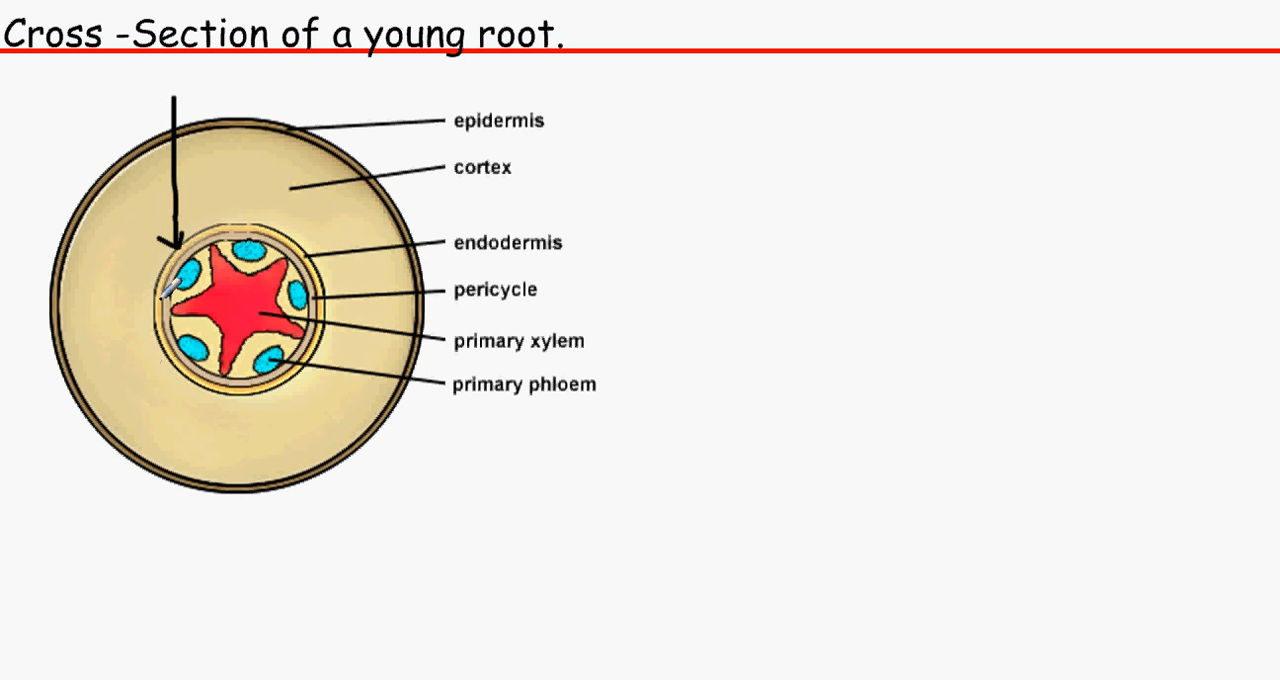 Cross -Section of a young root.
epidermis
cortex
endodermis
pericycle
primary xylem
primary phloem